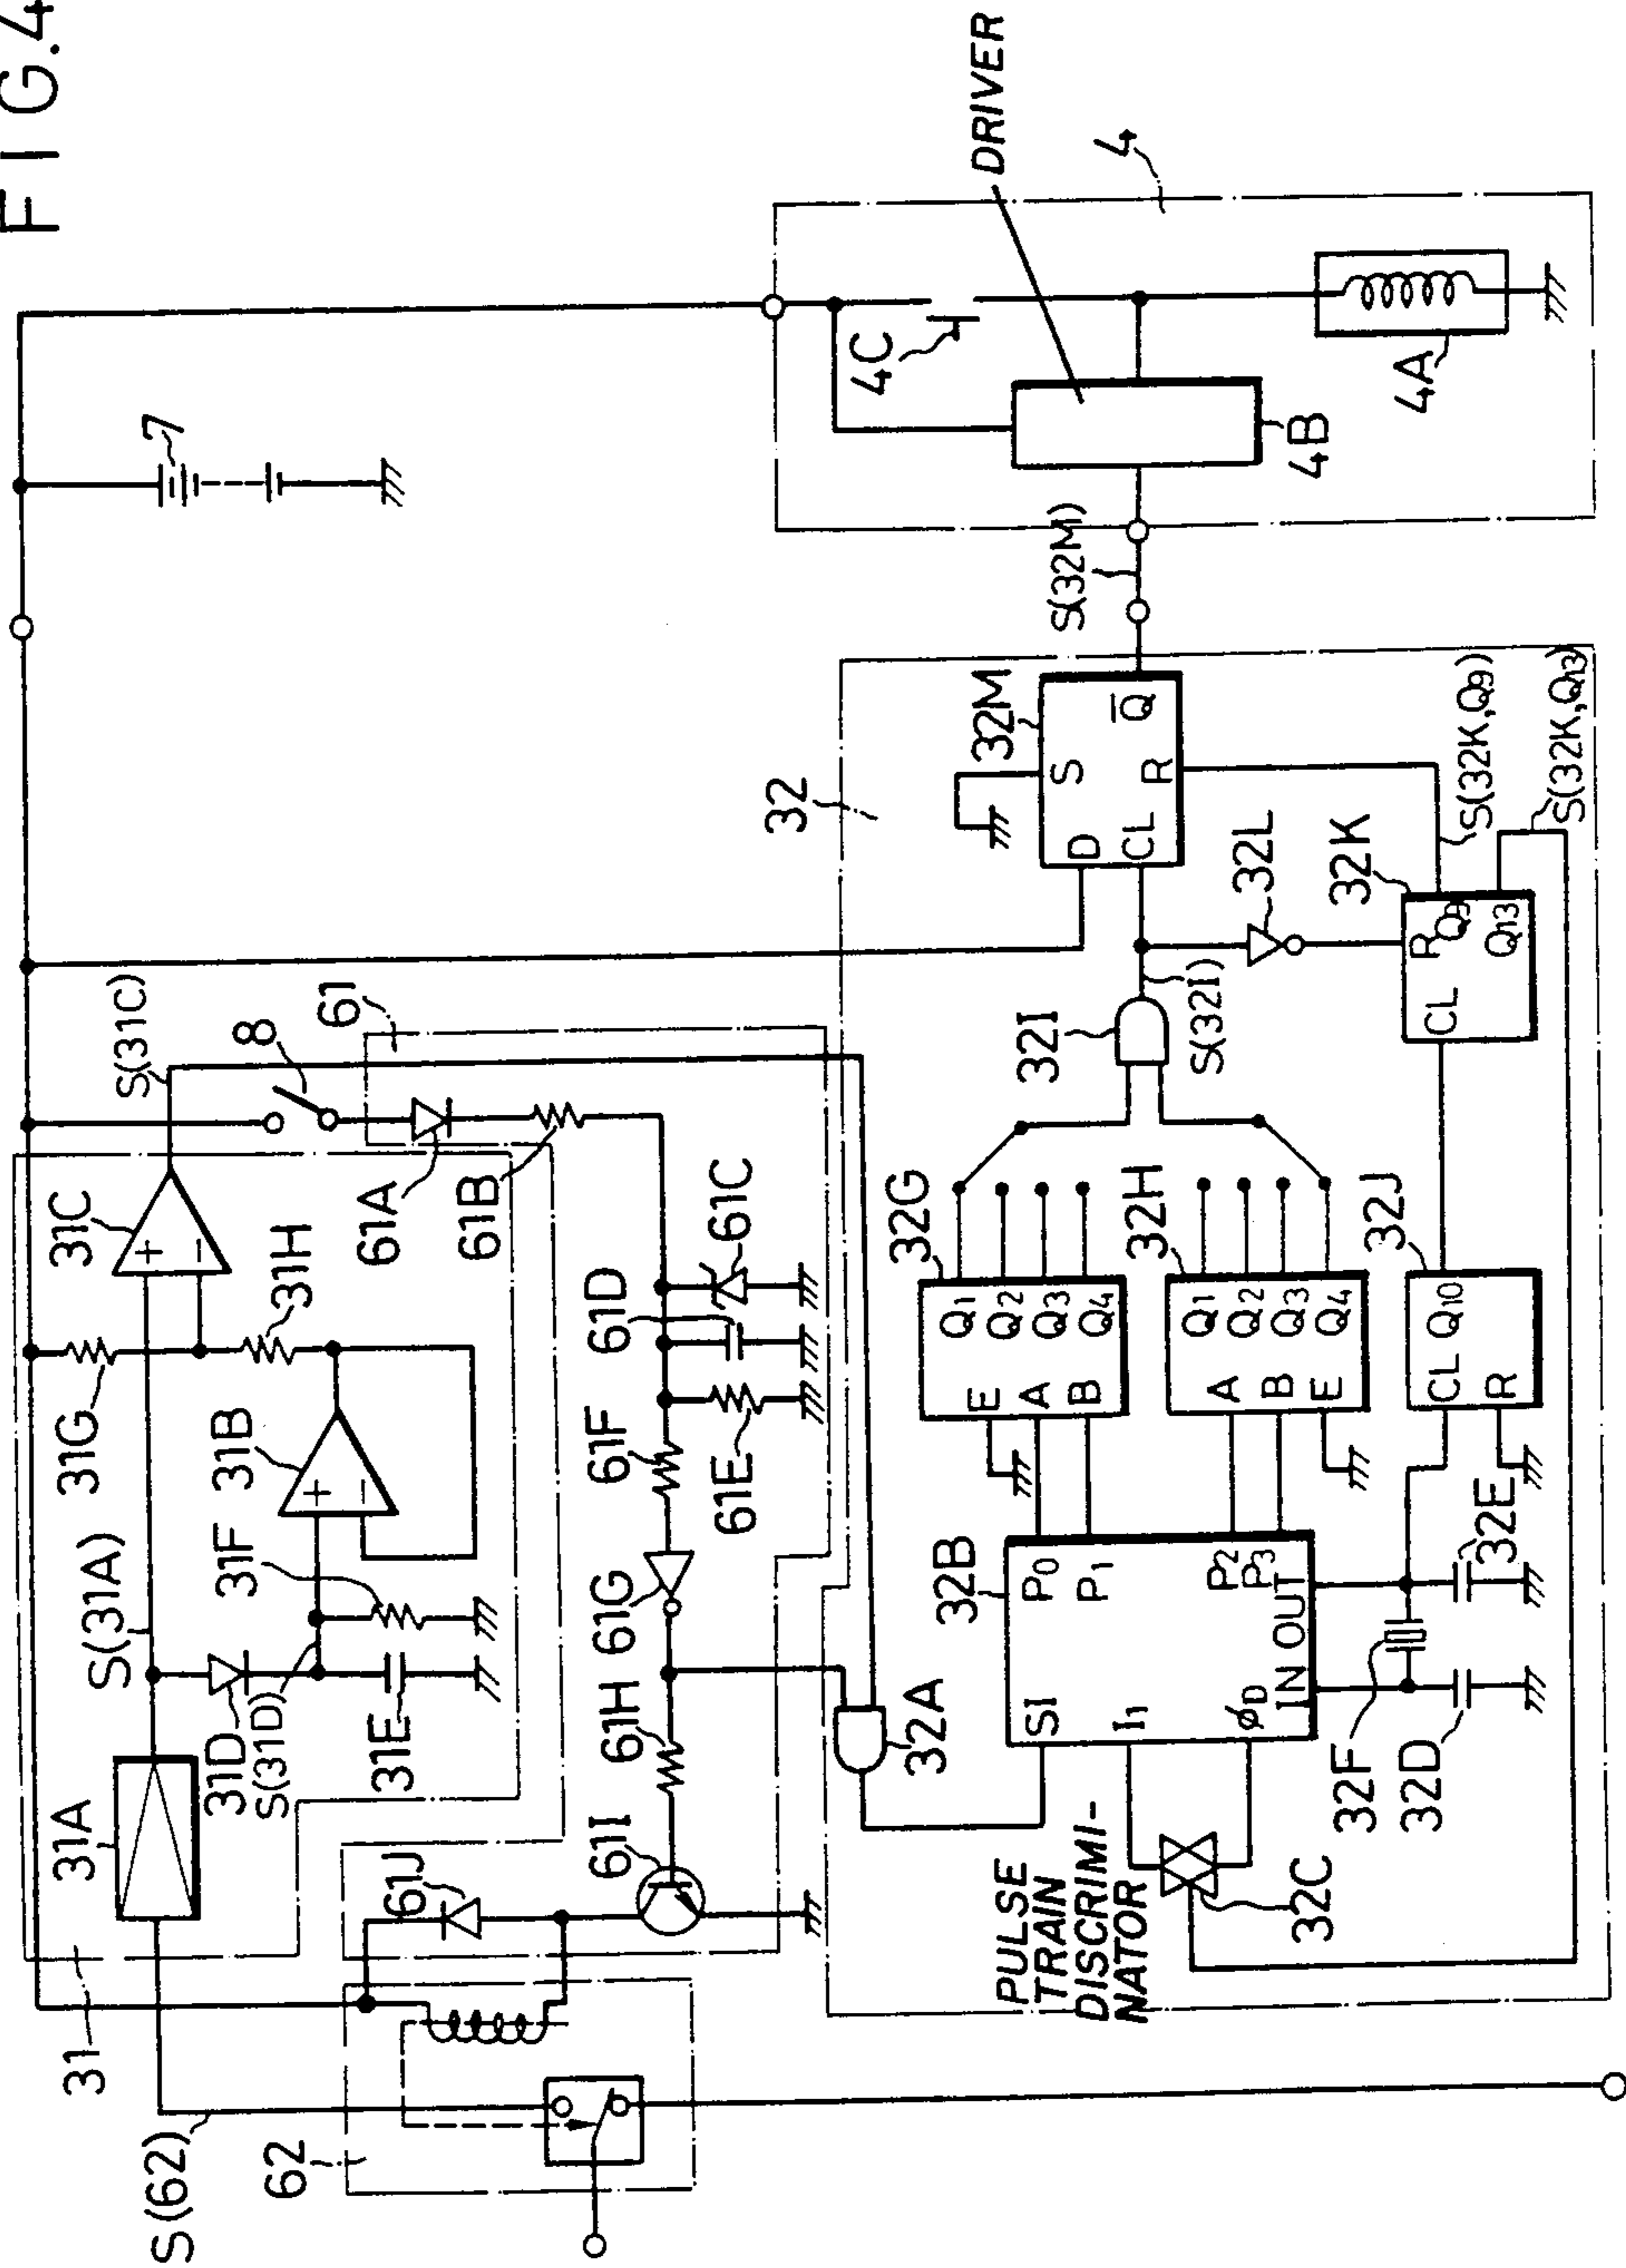 FIG.4
31
S(62)
62
31A
S(31A)
31D
S(31D)
31E
31F
31B
31G
31H
31C
S(31C)
8
61
61A
61B
61C
61D
61E
61F
61G
61H
61I
61J
7
4
DRIVER
4C
4B
4A
S(32M)
32
32M
S
Q̅
D
CL
R
32L
32K
R
Q9
CL
Q13
S(32K,Q9)
S(32K,Q13)
32I
S(32I)
32G
Q1
Q2
Q3
Q4
E
A
B
32H
Q1
Q2
Q3
Q4
A
B
E
32J
CL Q10
R
32A
32B
P0
P1
P2
P3
SI
I1
φD
IN OUT
32E
32F
32D
32C
PULSE
TRAIN
DISCRIMI-
NATOR